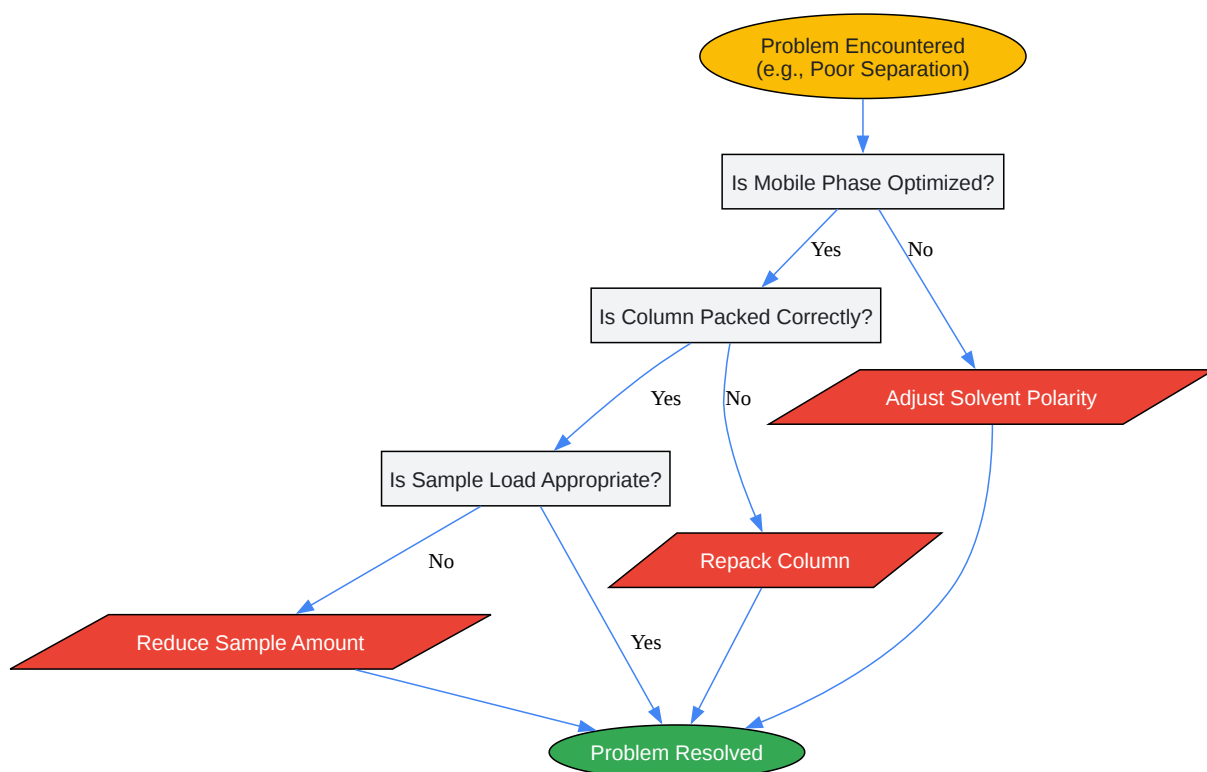 Problem Encountered
(e.g., Poor Separation)
Is Mobile Phase Optimized?
Yes
No
Is Column Packed Correctly?
Yes
No
Adjust Solvent Polarity
Is Sample Load Appropriate?
No
Repack Column
Reduce Sample Amount
Yes
Problem Resolved